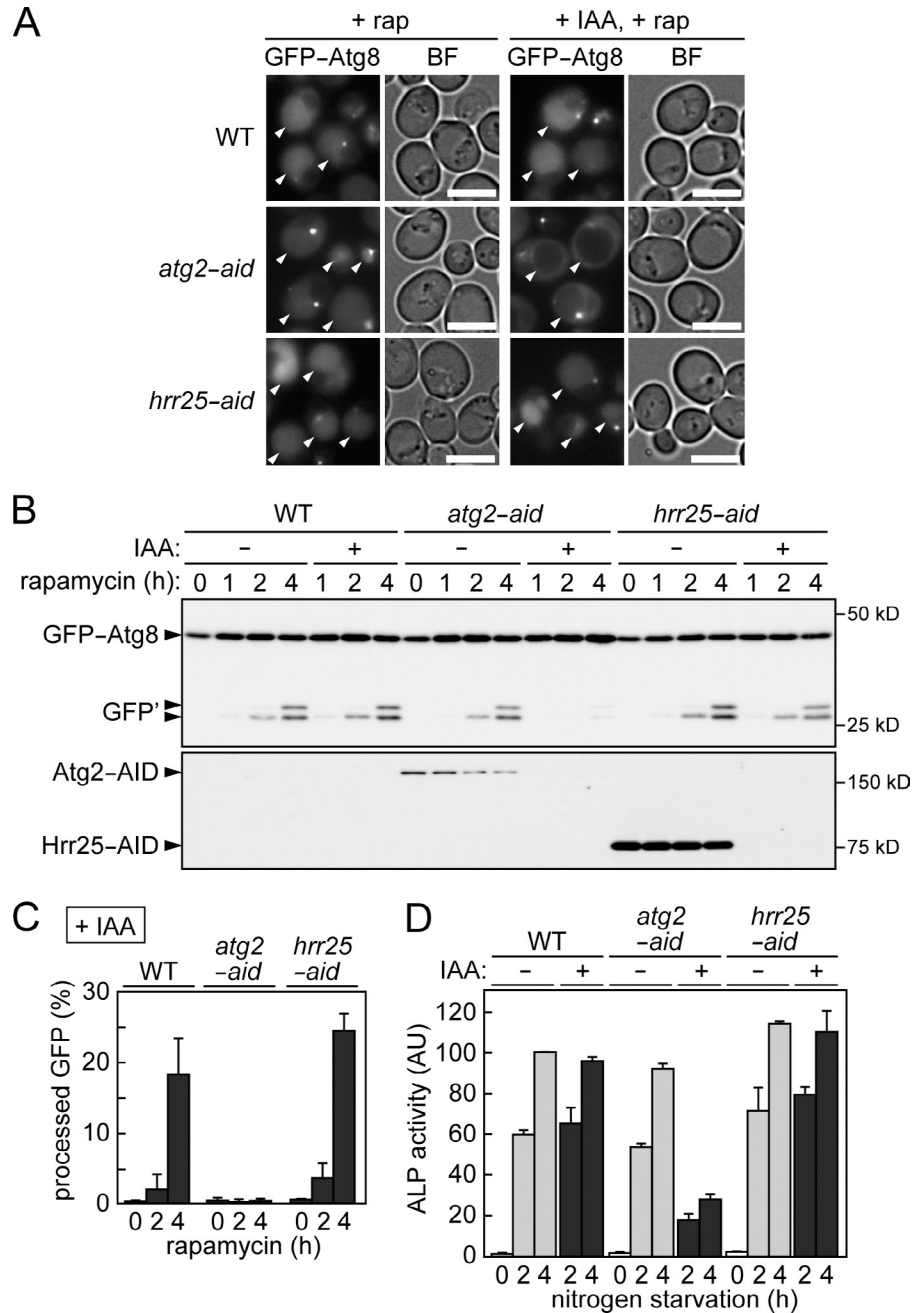 A
+ rap
+ IAA, + rap
GFP–Atg8
BF
GFP–Atg8
BF
WT
atg2–aid
hrr25–aid
B
WT
atg2–aid
hrr25–aid
IAA:
–
+
–
+
–
+
rapamycin (h):
0 1 2 4 1 2 4 0 1 2 4 1 2 4 0 1 2 4 1 2 4
GFP–Atg8
50 kD
GFP'
25 kD
Atg2–AID
150 kD
Hrr25–AID
75 kD
C
+ IAA
WT
atg2
–aid
hrr25
–aid
processed GFP (%)
30
20
10
0
0 2 4 0 2 4 0 2 4
rapamycin (h)
D
WT
atg2
–aid
hrr25
–aid
IAA:
–
+
–
+
–
+
ALP activity (AU)
120
100
80
60
40
20
0
0 2 4 2 4 0 2 4 2 4 0 2 4 2 4
nitrogen starvation (h)